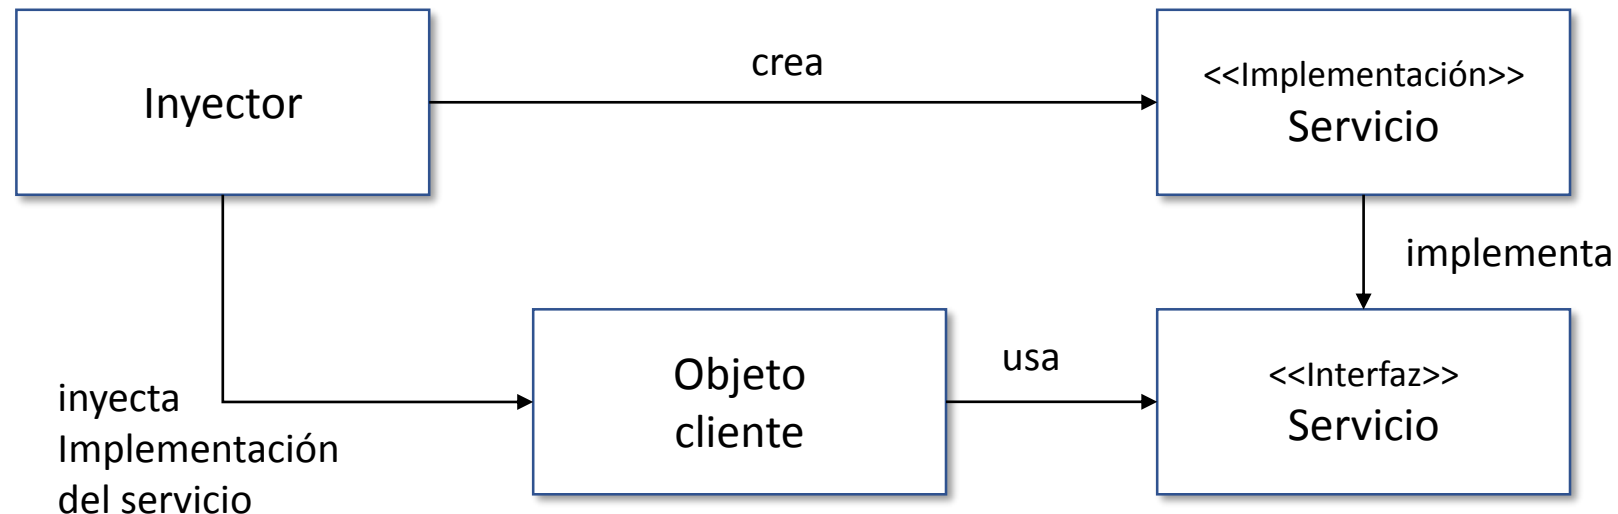 Inyector
crea
<<Implementación>>
Servicio
implementa
inyecta
Implementación
del servicio
Objeto
cliente
usa
<<Interfaz>>
Servicio